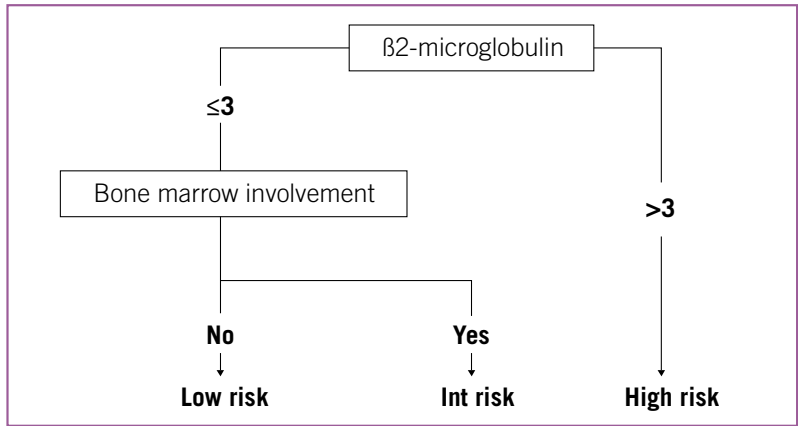 ß2-microglobulin
≤3
Bone marrow involvement
>3
No
Yes
Low risk
Int risk
High risk